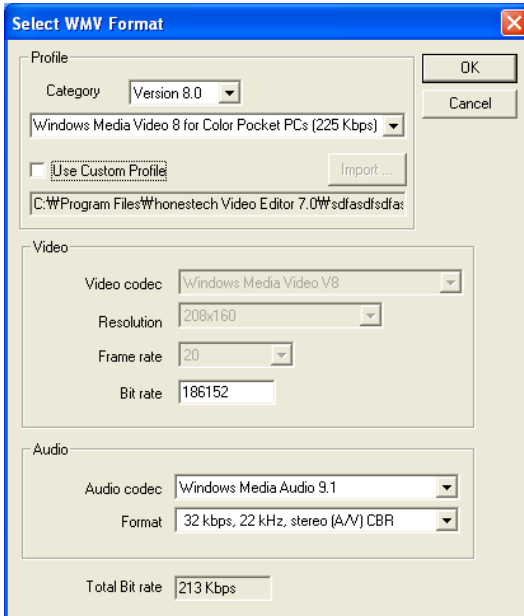 Select WMV Format
Profile
OK
Category Version 8.0
Cancel
Windows Media Video 8 for Color Pocket PCs (225 Kbps)
Use Custom Profile Import ...
C:₩Program Files₩honestech Video Editor 7.0₩sdfasdfsdfas
Video
Video codec Windows Media Video V8
Resolution 208x160
Frame rate 20
Bit rate 186152
Audio
Audio codec Windows Media Audio 9.1
Format 32 kbps, 22 kHz, stereo (A/V) CBR
Total Bit rate 213 Kbps